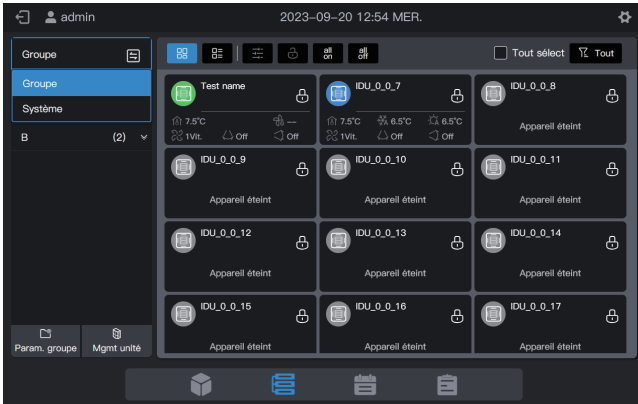 admin
2023-09-20 12:54 MER.
Groupe
Groupe
Système
B (2)
Param. groupe
Mgmt unité
all on
all off
Tout sélect
Tout
Test name
7.5°C --
1Vit. Off Off
IDU_0_0_7
7.5°C 6.5°C 6.5°C
1Vit. Off Off
IDU_0_0_8
Appareil éteint
IDU_0_0_9
Appareil éteint
IDU_0_0_10
Appareil éteint
IDU_0_0_11
Appareil éteint
IDU_0_0_12
Appareil éteint
IDU_0_0_13
Appareil éteint
IDU_0_0_14
Appareil éteint
IDU_0_0_15
Appareil éteint
IDU_0_0_16
Appareil éteint
IDU_0_0_17
Appareil éteint